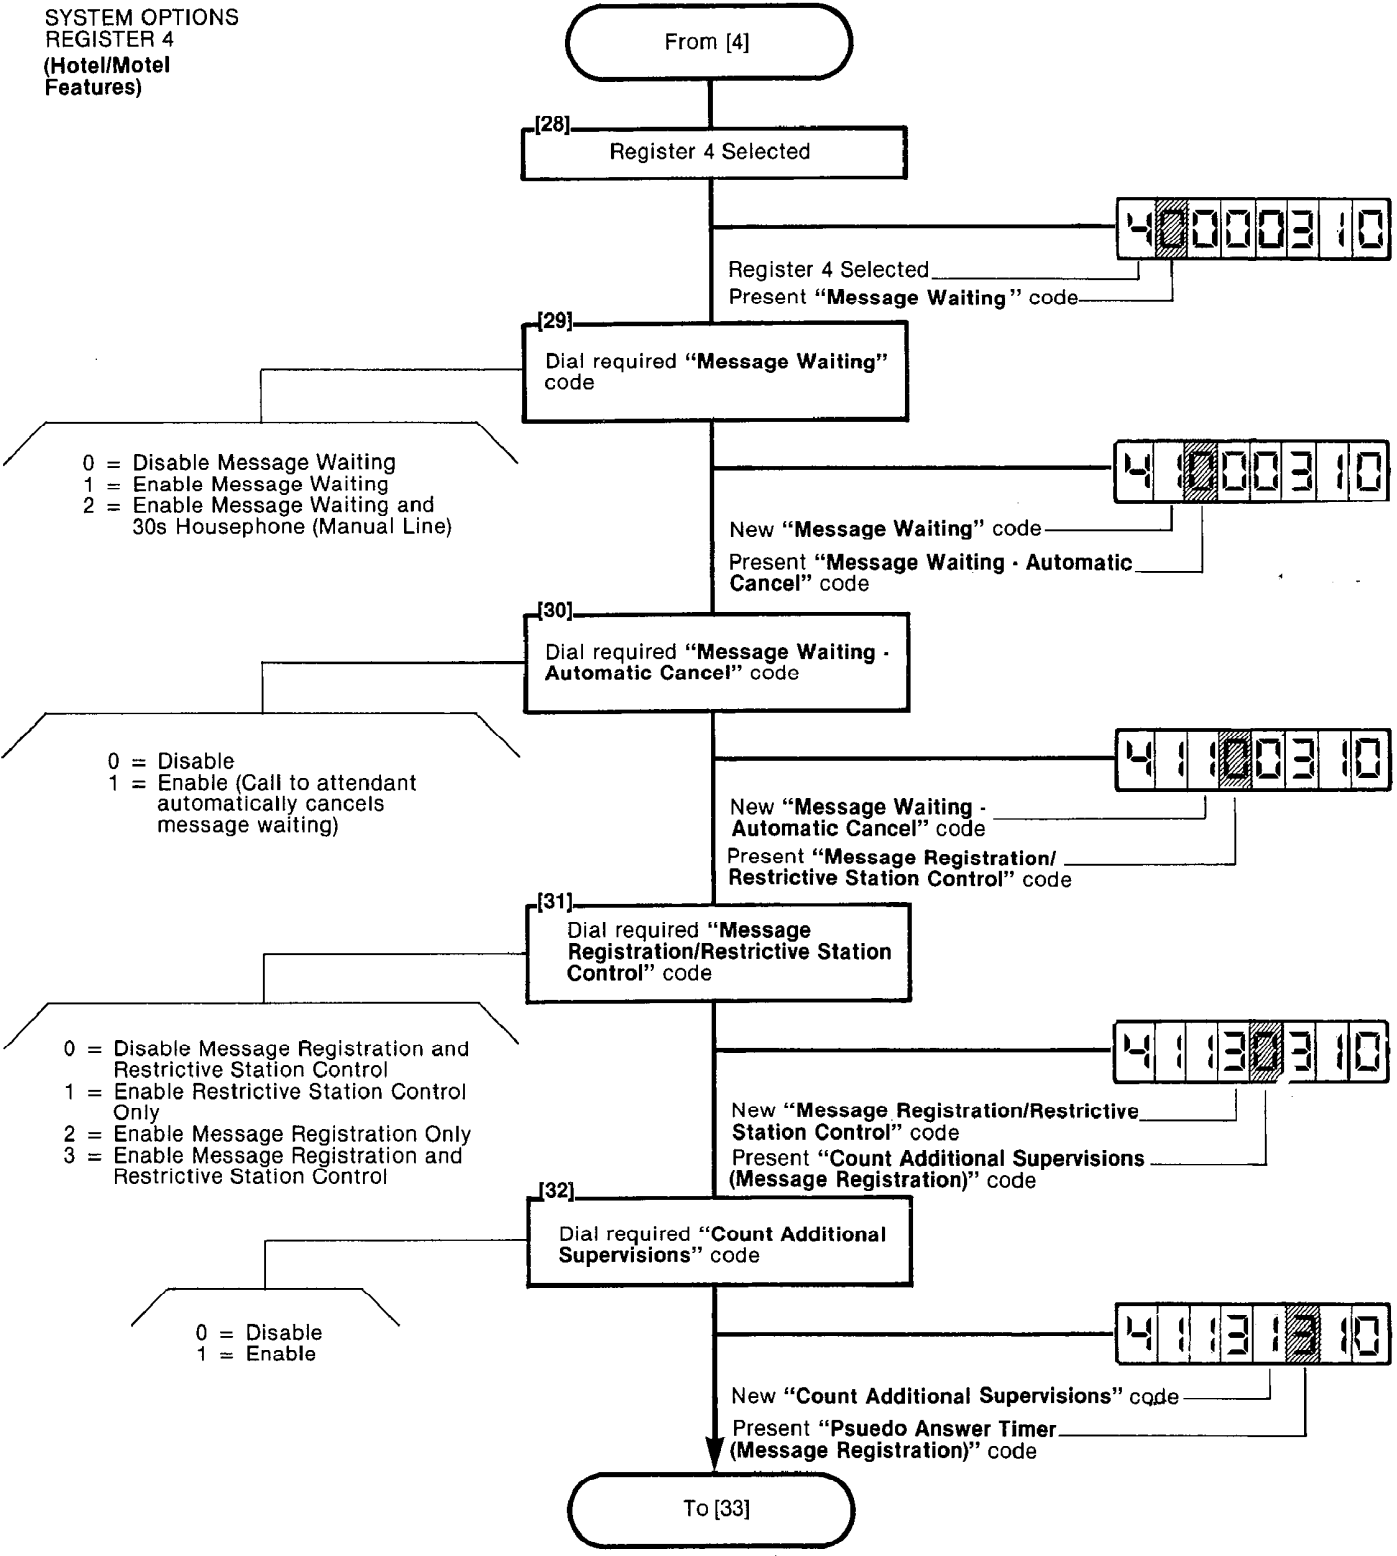 SYSTEM OPTIONS
REGISTER 4
(Hotel/Motel
Features)
From [4]
[28]
Register 4 Selected
40000310
Register 4 Selected
Present “Message Waiting” code
[29]
Dial required “Message Waiting”
code
0 = Disable Message Waiting
1 = Enable Message Waiting
2 = Enable Message Waiting and
30s Housephone (Manual Line)
41000310
New “Message Waiting” code
Present “Message Waiting - Automatic
Cancel” code
[30]
Dial required “Message Waiting -
Automatic Cancel” code
0 = Disable
1 = Enable (Call to attendant
automatically cancels
message waiting)
41100310
New “Message Waiting -
Automatic Cancel” code
Present “Message Registration/
Restrictive Station Control” code
[31]
Dial required “Message
Registration/Restrictive Station
Control” code
0 = Disable Message Registration and
Restrictive Station Control
1 = Enable Restrictive Station Control
Only
2 = Enable Message Registration Only
3 = Enable Message Registration and
Restrictive Station Control
41130310
New “Message Registration/Restrictive
Station Control” code
Present “Count Additional Supervisions
(Message Registration)” code
[32]
Dial required “Count Additional
Supervisions” code
0 = Disable
1 = Enable
41131310
New “Count Additional Supervisions” code
Present “Psuedo Answer Timer
(Message Registration)” code
To [33]